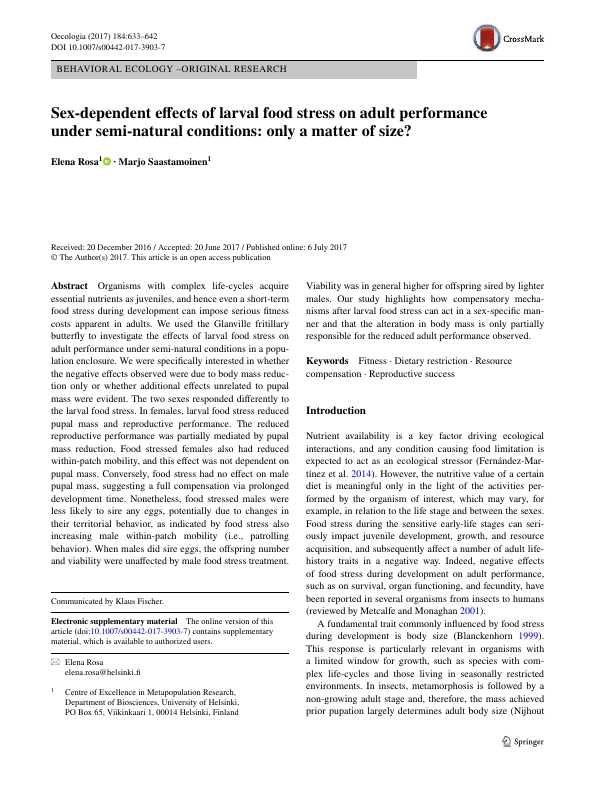 Oecologia (2017) 184:633–642
DOI 10.1007/s00442-017-3903-7
CrossMark
BEHAVIORAL ECOLOGY –ORIGINAL RESEARCH
Sex-dependent effects of larval food stress on adult performance
under semi-natural conditions: only a matter of size?
Elena Rosa1 · Marjo Saastamoinen1
Received: 20 December 2016 / Accepted: 20 June 2017 / Published online: 6 July 2017
© The Author(s) 2017. This article is an open access publication
Abstract Organisms with complex life-cycles acquire
essential nutrients as juveniles, and hence even a short-term
food stress during development can impose serious fitness
costs apparent in adults. We used the Glanville fritillary
butterfly to investigate the effects of larval food stress on
adult performance under semi-natural conditions in a popu-
lation enclosure. We were specifically interested in whether
the negative effects observed were due to body mass reduc-
tion only or whether additional effects unrelated to pupal
mass were evident. The two sexes responded differently to
the larval food stress. In females, larval food stress reduced
pupal mass and reproductive performance. The reduced
reproductive performance was partially mediated by pupal
mass reduction. Food stressed females also had reduced
within-patch mobility, and this effect was not dependent on
pupal mass. Conversely, food stress had no effect on male
pupal mass, suggesting a full compensation via prolonged
development time. Nonetheless, food stressed males were
less likely to sire any eggs, potentially due to changes in
their territorial behavior, as indicated by food stress also
increasing male within-patch mobility (i.e., patrolling
behavior). When males did sire eggs, the offspring number
and viability were unaffected by male food stress treatment.
Viability was in general higher for offspring sired by lighter
males. Our study highlights how compensatory mecha-
nisms after larval food stress can act in a sex-specific man-
ner and that the alteration in body mass is only partially
responsible for the reduced adult performance observed.
Keywords Fitness · Dietary restriction · Resource
compensation · Reproductive success
Introduction
Nutrient availability is a key factor driving ecological
interactions, and any condition causing food limitation is
expected to act as an ecological stressor (Fernández-Mar-
tínez et al. 2014). However, the nutritive value of a certain
diet is meaningful only in the light of the activities per-
formed by the organism of interest, which may vary, for
example, in relation to the life stage and between the sexes.
Food stress during the sensitive early-life stages can seri-
ously impact juvenile development, growth, and resource
acquisition, and subsequently affect a number of adult life-
history traits in a negative way. Indeed, negative effects
of food stress during development on adult performance,
such as on survival, organ functioning, and fecundity, have
been reported in several organisms from insects to humans
(reviewed by Metcalfe and Monaghan 2001).
A fundamental trait commonly influenced by food stress
during development is body size (Blanckenhorn 1999).
This response is particularly relevant in organisms with
a limited window for growth, such as species with com-
plex life-cycles and those living in seasonally restricted
environments. In insects, metamorphosis is followed by a
non-growing adult stage and, therefore, the mass achieved
prior pupation largely determines adult body size (Nijhout
Communicated by Klaus Fischer.
Electronic supplementary material The online version of this
article (doi:10.1007/s00442-017-3903-7) contains supplementary
material, which is available to authorized users.
Elena Rosa
elena.rosa@helsinki.fi
1 Centre of Excellence in Metapopulation Research,
Department of Biosciences, University of Helsinki,
PO Box 65, Viikinkaari 1, 00014 Helsinki, Finland
Springer